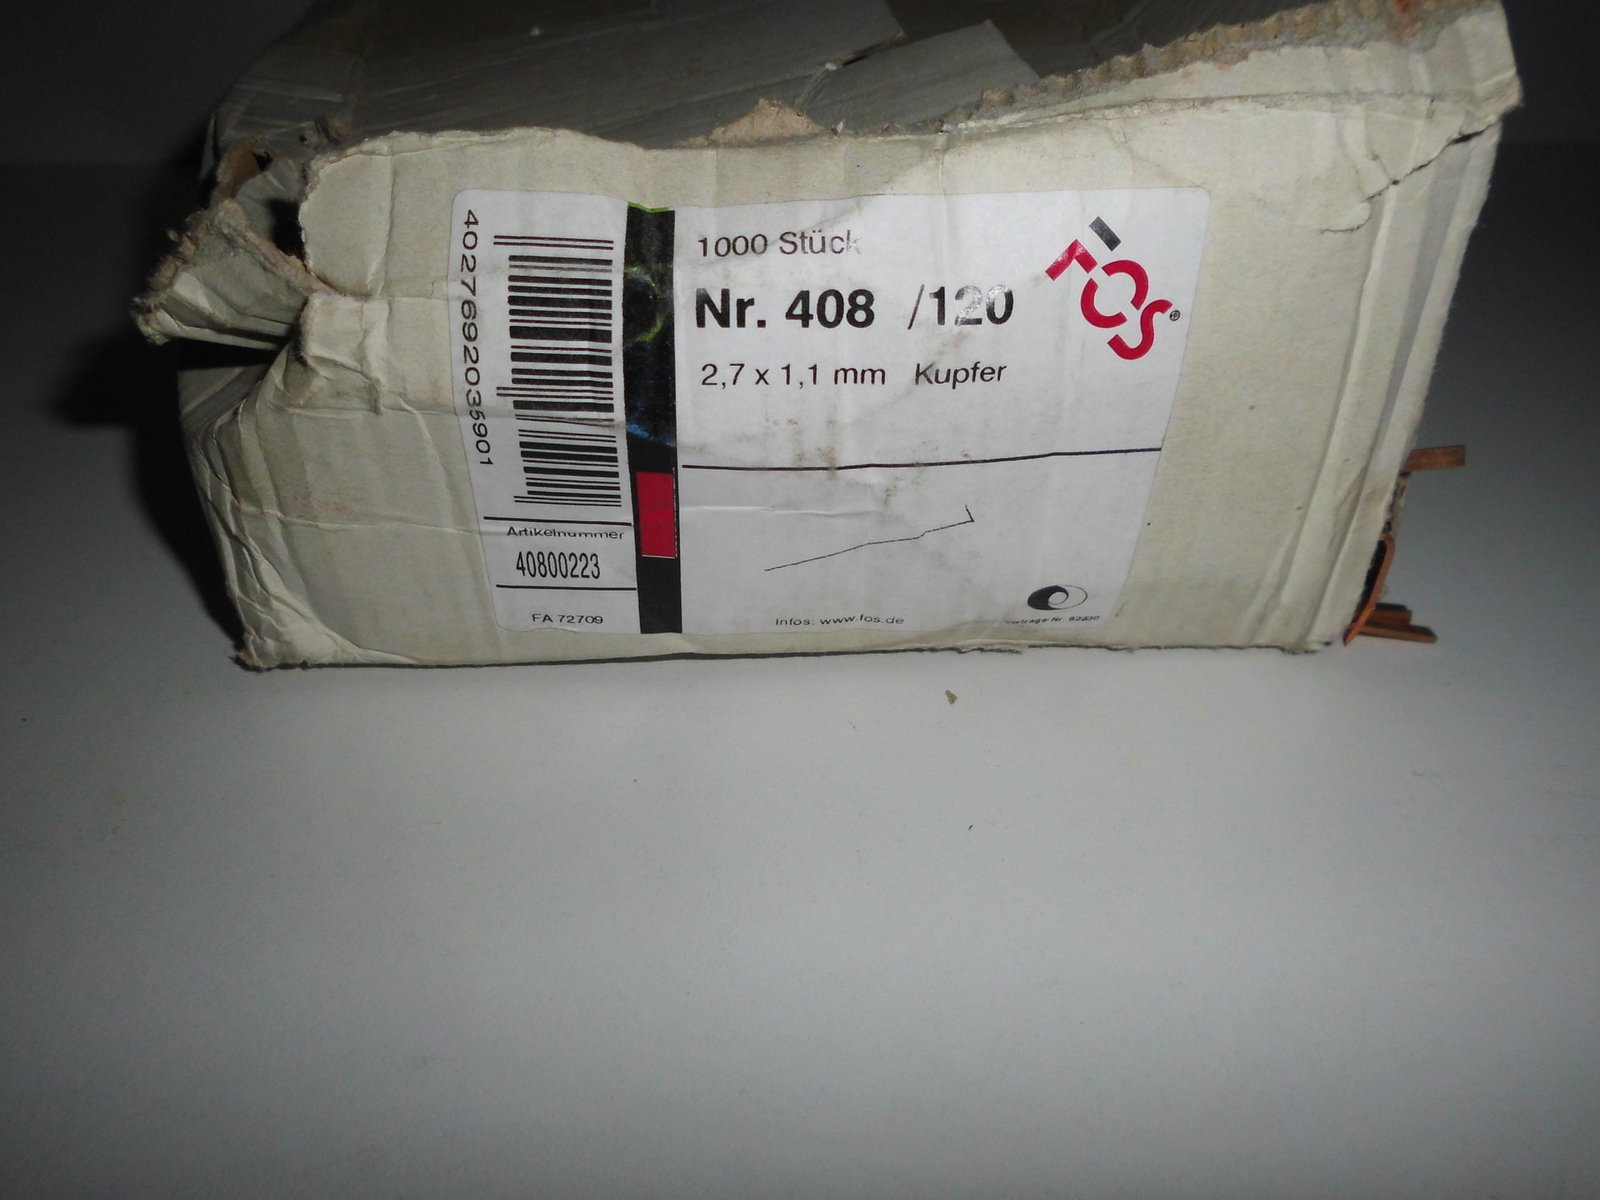 4027692035901
Artikelnummer
40800223
FA 72709
1000 Stück
Nr. 408 /120
2,7 x 1,1 mm Kupfer
FOS®
Infos: www.fos.de